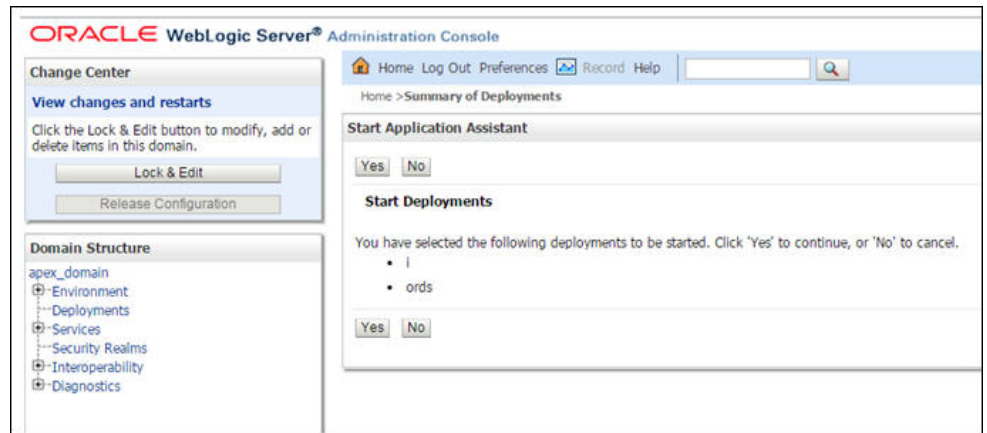 ORACLE WebLogic Server® Administration Console
Change Center
View changes and restarts
Click the Lock & Edit button to modify, add or
delete items in this domain.
Lock & Edit
Release Configuration
Domain Structure
apex_domain
Environment
Deployments
Services
Security Realms
Interoperability
Diagnostics
Home Log Out Preferences Record Help
Home >Summary of Deployments
Start Application Assistant
Yes No
Start Deployments
You have selected the following deployments to be started. Click 'Yes' to continue, or 'No' to cancel.
• i
• ords
Yes No